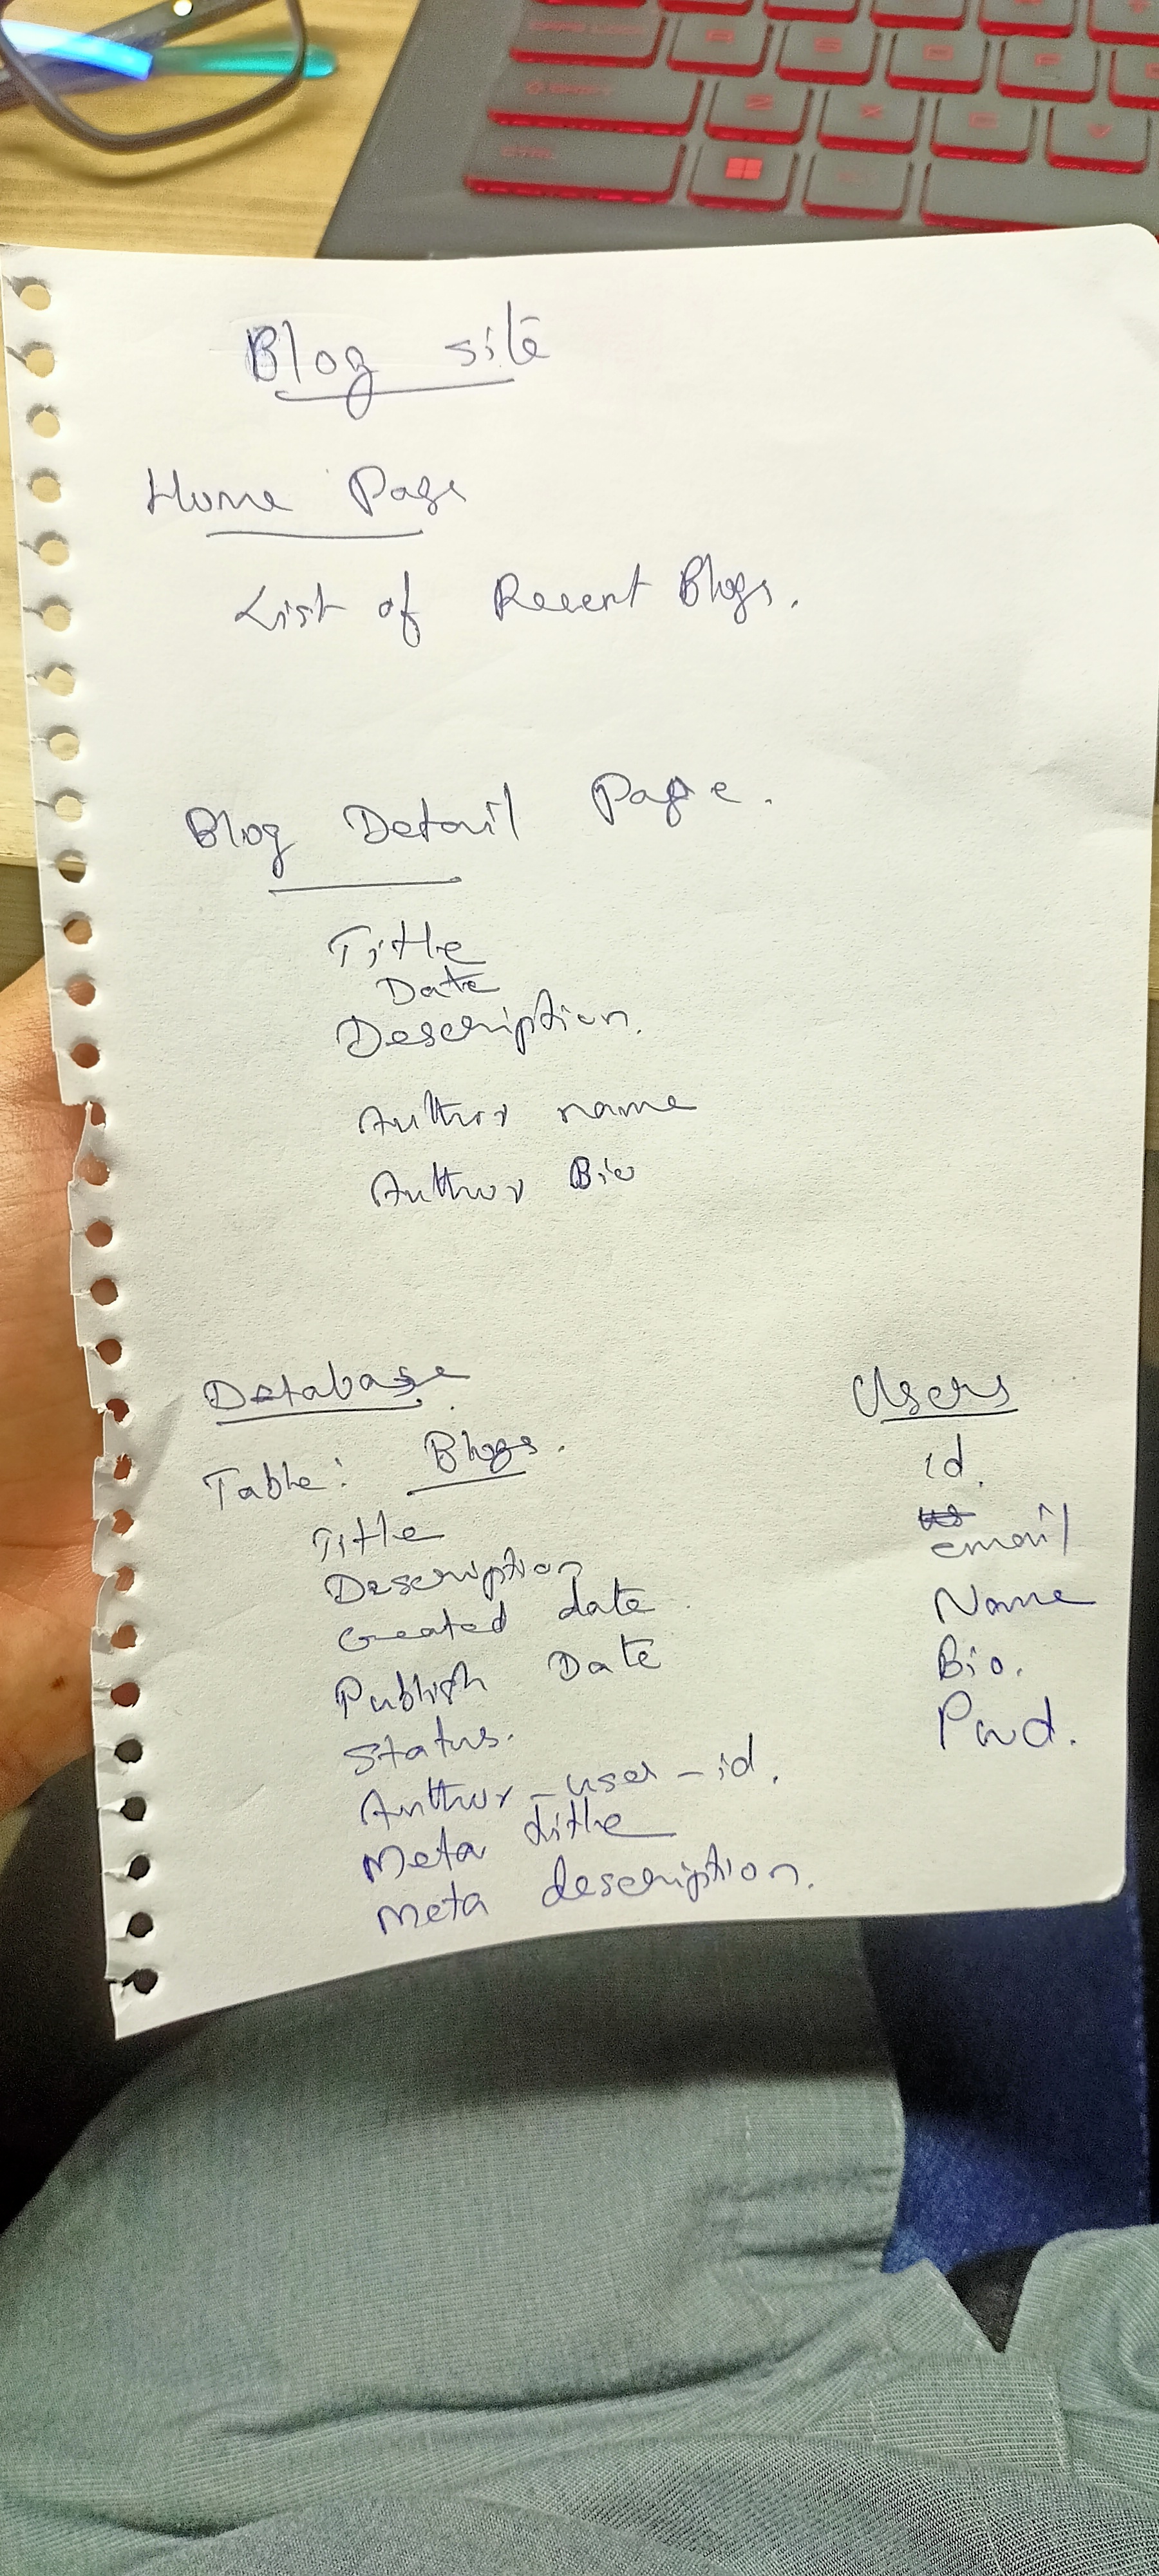 Blog site
Home Page
List of Recent Blogs.
Blog Detail Page.
Title
Date
Description.
Author name
Author Bio
Database
Table: Blogs.
Title
Description
Created date
Publish Date
Status.
Author_user_id.
Meta title
Meta description.
Users
id.
email
Name
Bio.
Pwd.